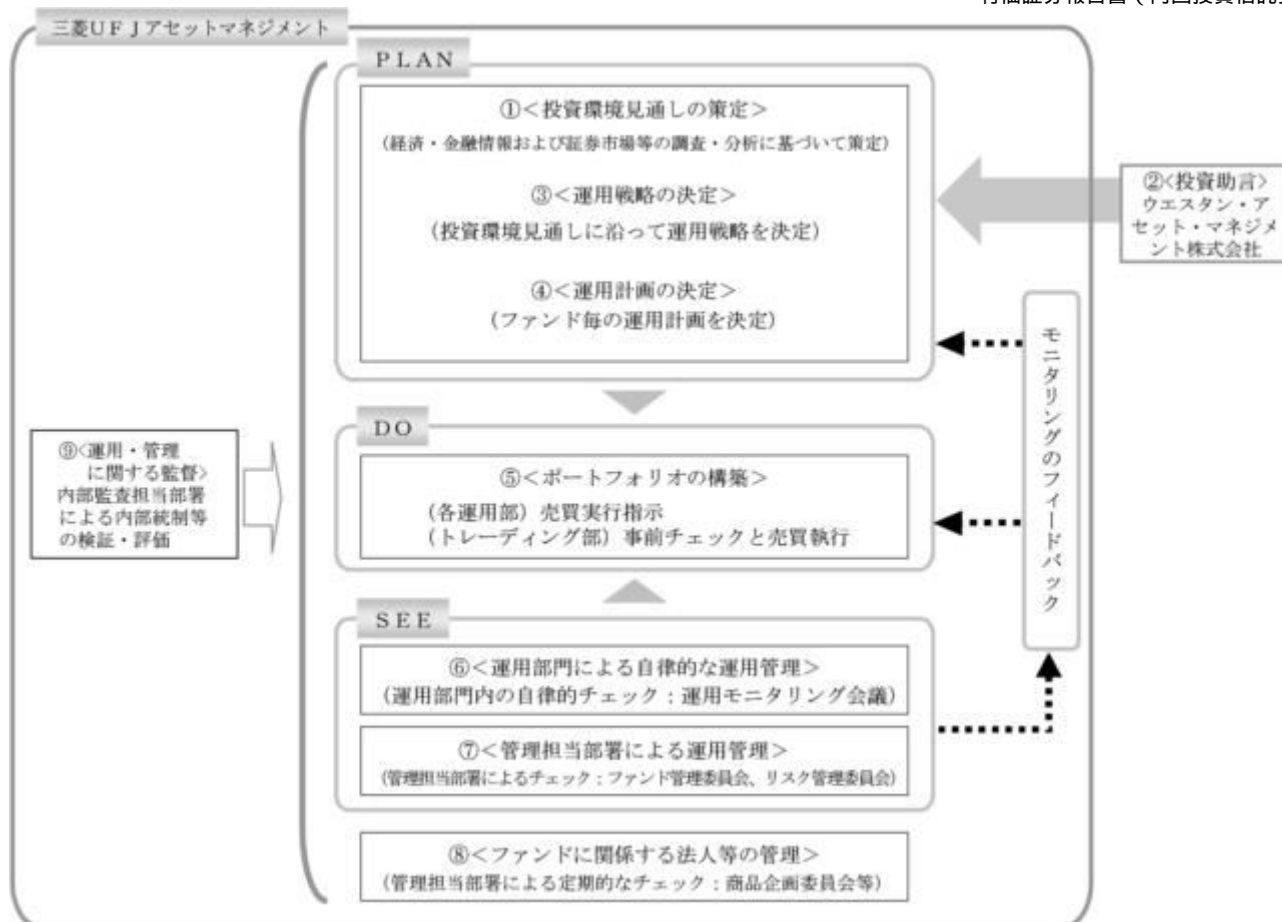 三菱UFJアセットマネジメント
PLAN
①<投資環境見通しの策定>
(経済・金融情報および証券市場等の調査・分析に基づいて策定)
③<運用戦略の決定>
(投資環境見通しに沿って運用戦略を決定)
④<運用計画の決定>
(ファンド毎の運用計画を決定)
②<投資助言>
ウエスタン・ア
セット・マネジメ
ント株式会社
モニタリングのフィードバック
DO
⑤<ポートフォリオの構築>
(各運用部) 売買実行指示
(トレーディング部) 事前チェックと売買執行
⑨<運用・管理
に関する監督>
内部監査担当部署
による内部統制等
の検証・評価
SEE
⑥<運用部門による自律的な運用管理>
(運用部門内の自律的チェック:運用モニタリング会議)
⑦<管理担当部署による運用管理>
(管理担当部署によるチェック:ファンド管理委員会、リスク管理委員会)
⑧<ファンドに関係する法人等の管理>
(管理担当部署による定期的なチェック:商品企画委員会等)